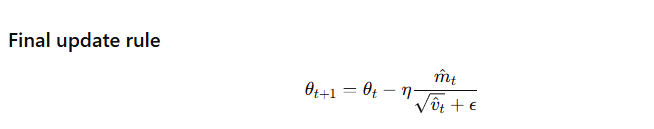 Final update rule
θ_{t+1} = θ_t − η \frac{\hat{m}_t}{\sqrt{\hat{v}_t} + ϵ}